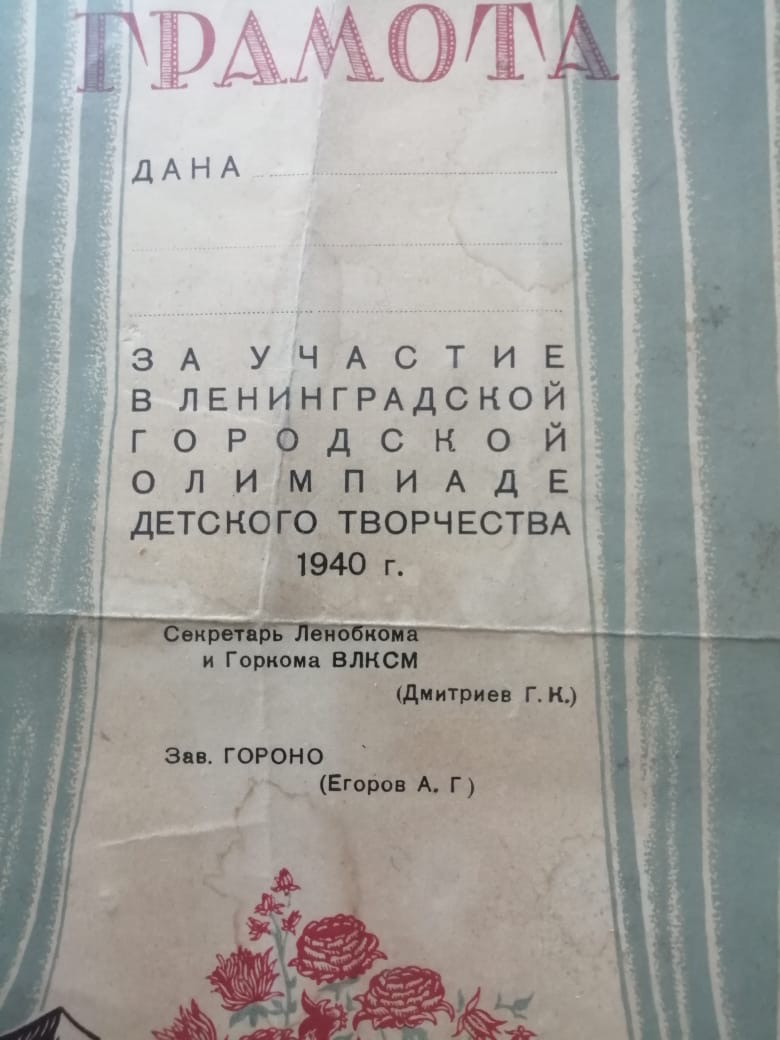 ГРАМОТА
ДАНА
ЗА УЧАСТИЕ
В ЛЕНИНГРАДСКОЙ
ГОРОДСКОЙ
ОЛИМПИАДЕ
ДЕТСКОГО ТВОРЧЕСТВА
1940 г.
Секретарь Ленобкома
и Горкома ВЛКСМ
(Дмитриев Г. К.)
Зав. ГОРОНО
(Егоров А. Г)